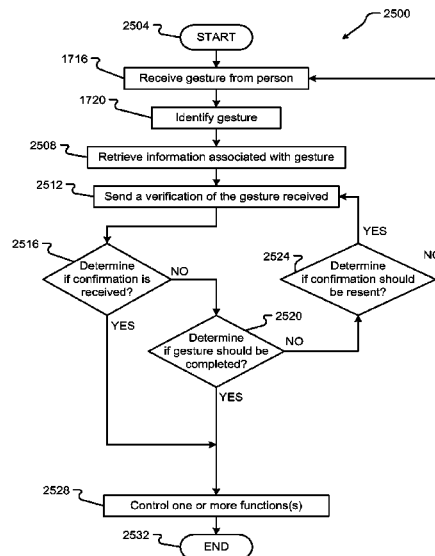 2500
2504
START
1716
Receive gesture from person
1720
Identify gesture
2508
Retrieve information associated with gesture
2512
Send a verification of the gesture received
2516
Determine
if confirmation is
received?
NO
YES
2520
Determine
if gesture should be
completed?
NO
YES
2524
Determine
if confirmation should
be resent?
YES
NO
2528
Control one or more functions(s)
2532
END